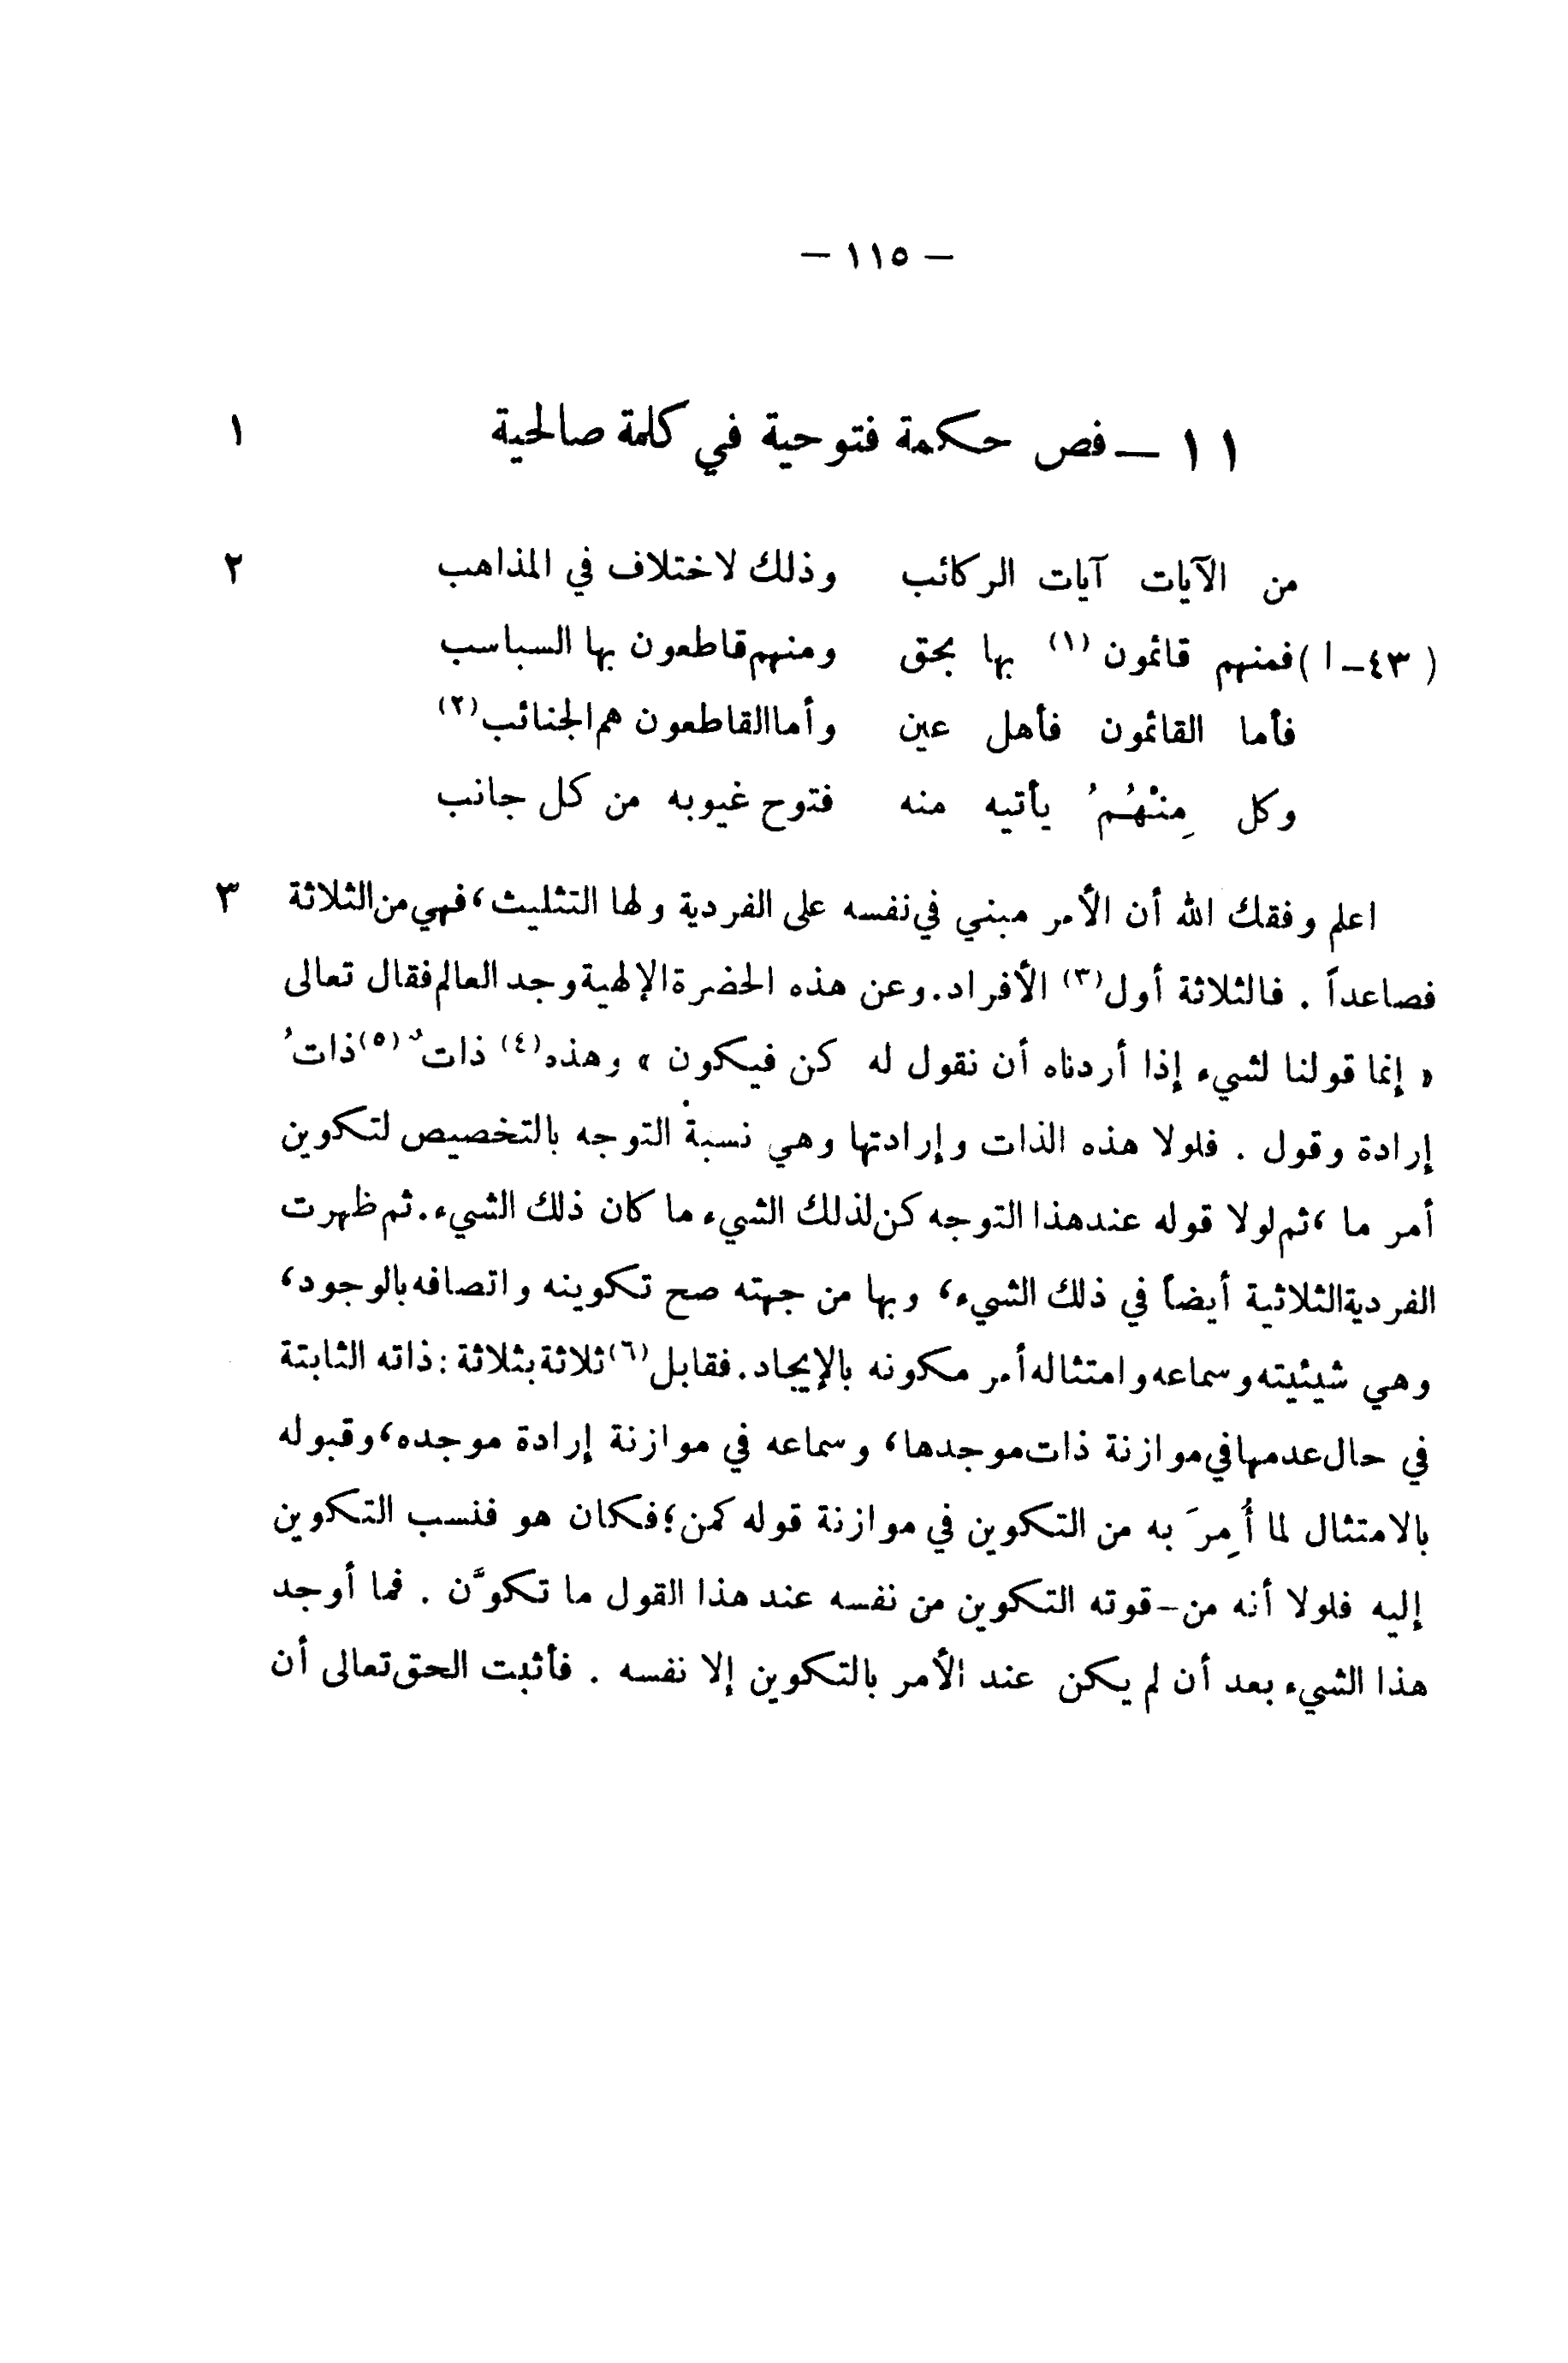 – ١١٥ –
١١ – فص حكمة فتوحية في كلمة صالحية ١
من الآيات آيات الركائب وذلك لاختلاف في المذاهب ٢
(٤٣-ا) فمنهم قائمون (١) بها بحق ومنهم قاطعون بها السباسب
فأما القائمون فأهل عين وأما القاطعون هم الجنائب (٢)
وكل مِنْهُمُ يأتيه منه فتوح غيوبه من كل جانب
اعلم وفقك الله أن الأمر مبني في نفسه على الفردية ولها التثليث، فهي من الثلاثة ٣
فصاعداً . فالثلاثة أول (٣) الأفراد. وعن هذه الحضرة الإلهية وجد العالم فقال تعالى
« إنما قولنا لشيء إذا أردناه أن نقول له كن فيكون » وهذه (٤) ذاتٌ (٥) ذاتُ
إرادة وقول . فلولا هذه الذات وإرادتها وهي نسبة التوجه بالتخصيص لتكوين
أمر ما، ثم لولا قوله عند هذا التوجه كن لذلك الشيء ما كان ذلك الشيء. ثم ظهرت
الفردية الثلاثية أيضاً في ذلك الشيء، وبها من جهته صح تكوينه واتصافه بالوجود،
وهي شيئيته وسماعه وامتثاله أمر مكونه بالإيجاد. فقابل (٦) ثلاثة بثلاثة: ذاته الثابتة
في حال عدمها في موازنة ذات موجدها، وسماعه في موازنة إرادة موجده، وقبوله
بالامتثال لما أُمِرَ به من التكوين في موازنة قوله كمن؛ فكان هو فنسب التكوين
إليه فلولا أنه من-قوته التكوين من نفسه عند هذا القول ما تكوَّن . فما أوجد
هذا الشيء بعد أن لم يكن عند الأمر بالتكوين إلا نفسه . فأثبت الحق تعالى أن